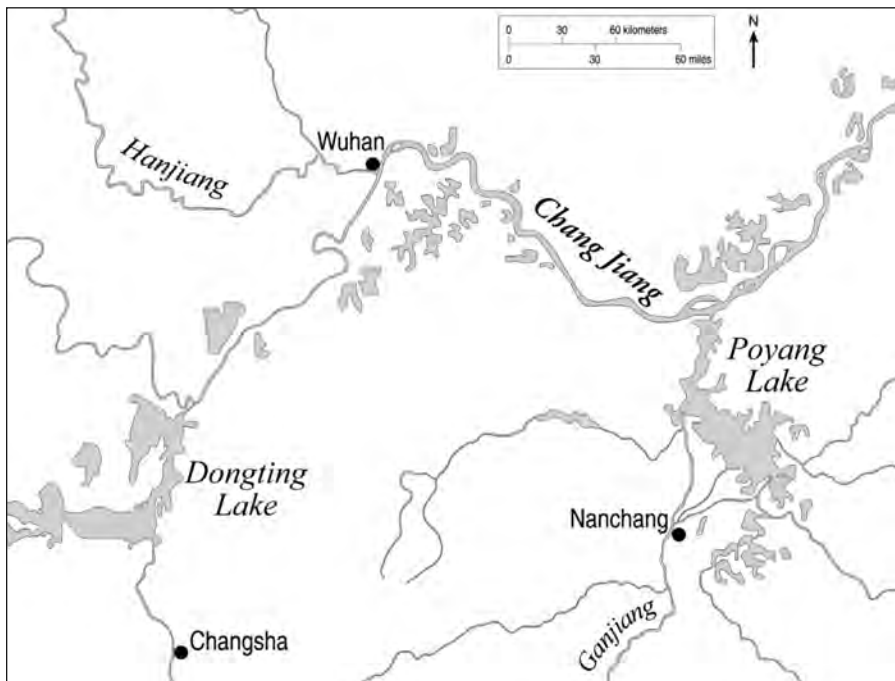 0 30 60 kilometers
0 30 60 miles
N
Wuhan
Hanjiang
Chang Jiang
Poyang
Lake
Dongting
Lake
Nanchang
Ganjiang
Changsha